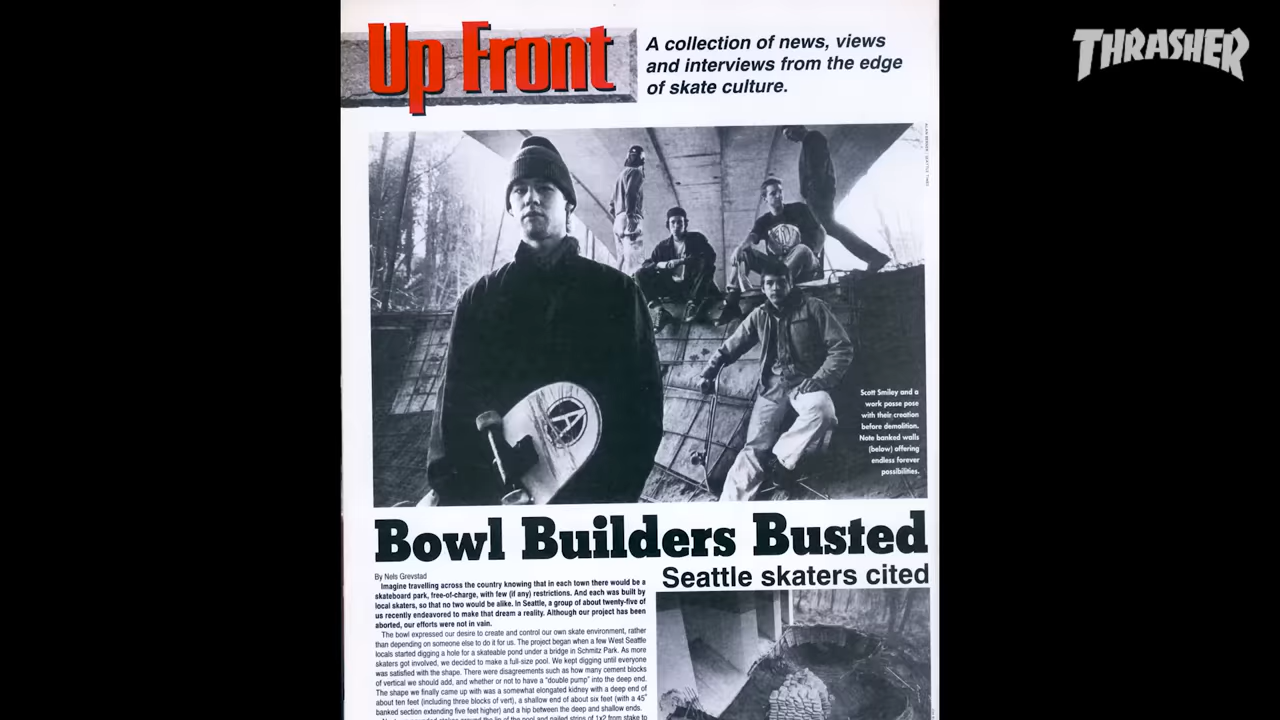 THRASHER
Up Front
A collection of news, views
and interviews from the edge
of skate culture.
Scott Smiley and a
work posse pose
with their creation
before demolition.
Note banked walls
(below) offering
endless forever
possibilities.
Bowl Builders Busted
Seattle skaters cited
By Nels Grevstad
Imagine travelling across the country knowing that in each town there would be a
skateboard park, free-of-charge, with few (if any) restrictions. And each was built by
local skaters, so that no two would be alike. In Seattle, a group of about twenty-five of
us recently endeavored to make that dream a reality. Although our project has been
aborted, our efforts were not in vain.
The bowl expressed our desire to create and control our own skate environment, rather
than depending on someone else to do it for us. The project began when a few West Seattle
locals started digging a hole for a skateable pond under a bridge in Schmitz Park. As more
skaters got involved, we decided to make a full-size pool. We kept digging until everyone
was satisfied with the shape. There were disagreements such as how many cement blocks
of vertical we should add, and whether or not to have a "double pump" into the deep end.
The shape we finally came up with was a somewhat elongated kidney with a deep end of
about ten feet (including three blocks of vert), a shallow end of about six feet (with a 45°
banked section extending five feet higher) and a hip between the deep and shallow ends.